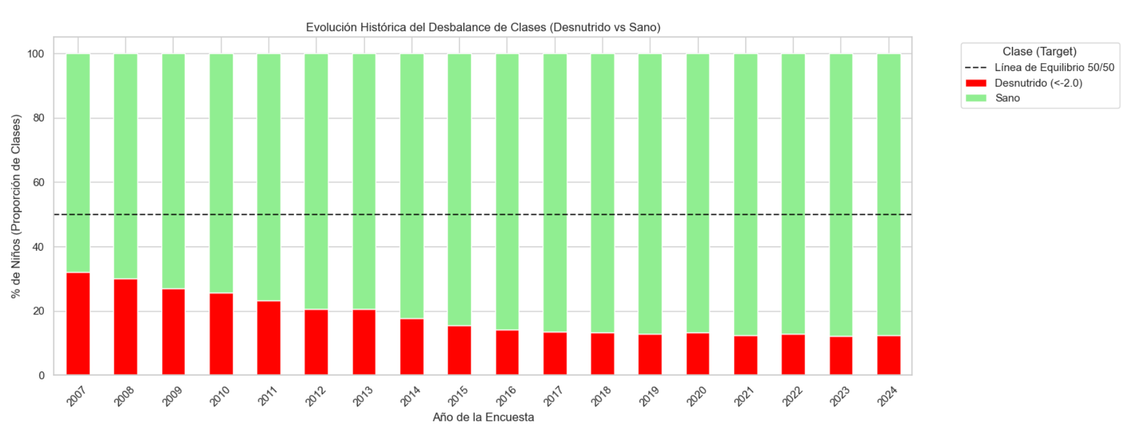 Evolución Histórica del Desbalance de Clases (Desnutrido vs Sano)
Clase (Target)
Línea de Equilibrio 50/50
Desnutrido (<-2.0)
Sano
% de Niños (Proporción de Clases)
100
80
60
40
20
0
2007 2008 2009 2010 2011 2012 2013 2014 2015 2016 2017 2018 2019 2020 2021 2022 2023 2024
Año de la Encuesta